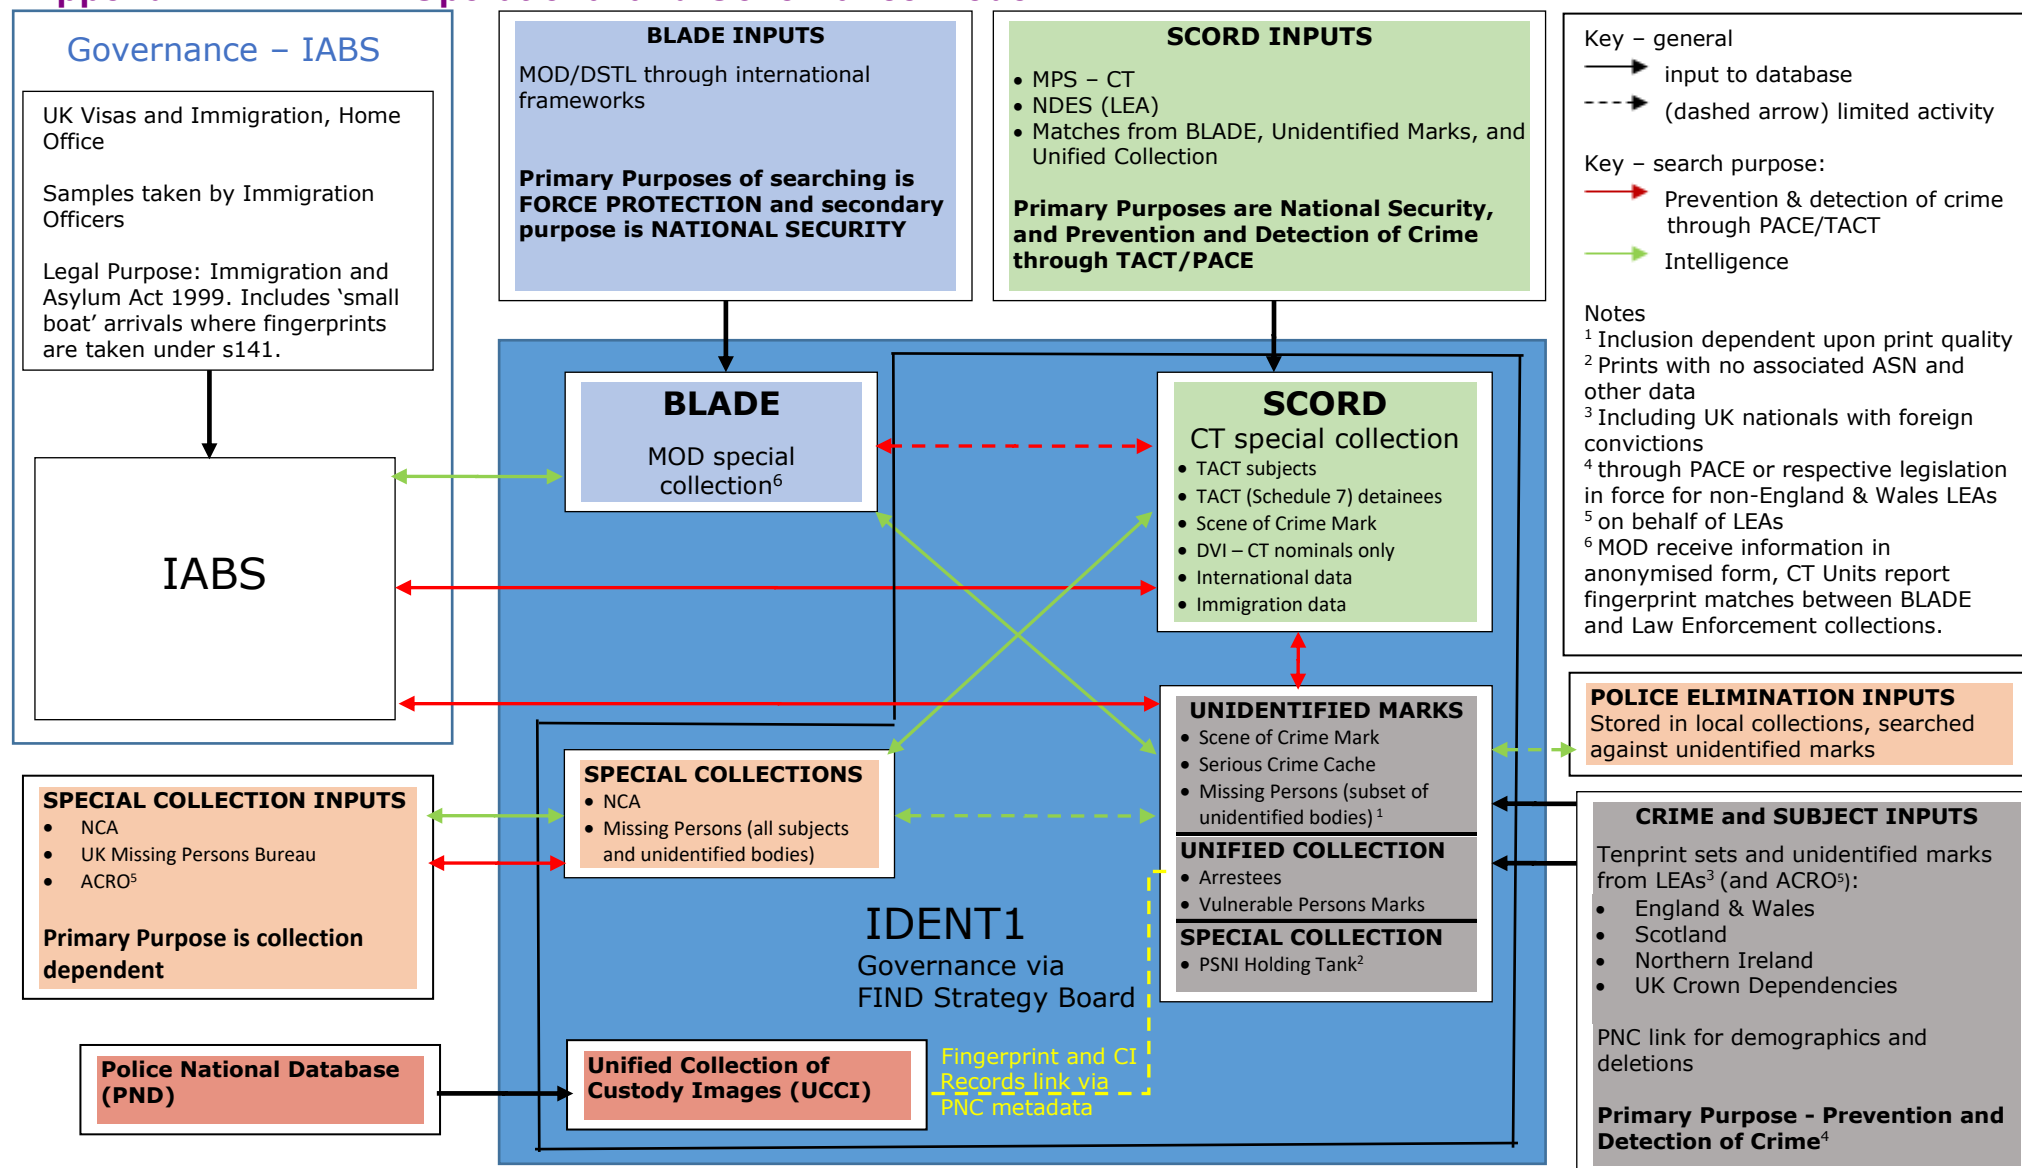 Governance – IABS
UK Visas and Immigration, Home
Office
Samples taken by Immigration
Officers
Legal Purpose: Immigration and
Asylum Act 1999. Includes ‘small
boat’ arrivals where fingerprints
are taken under s141.
IABS
BLADE INPUTS
MOD/DSTL through international
frameworks
Primary Purposes of searching is
FORCE PROTECTION and secondary
purpose is NATIONAL SECURITY
SCORD INPUTS
• MPS – CT
• NDES (LEA)
• Matches from BLADE, Unidentified Marks, and
Unified Collection
Primary Purposes are National Security,
and Prevention and Detection of Crime
through TACT/PACE
Key – general
input to database
(dashed arrow) limited activity
Key – search purpose:
Prevention & detection of crime
through PACE/TACT
Intelligence
Notes
1 Inclusion dependent upon print quality
2 Prints with no associated ASN and
other data
3 Including UK nationals with foreign
convictions
4 through PACE or respective legislation
in force for non-England & Wales LEAs
5 on behalf of LEAs
6 MOD receive information in
anonymised form, CT Units report
fingerprint matches between BLADE
and Law Enforcement collections.
BLADE
MOD special
collection6
SCORD
CT special collection
• TACT subjects
• TACT (Schedule 7) detainees
• Scene of Crime Mark
• DVI – CT nominals only
• International data
• Immigration data
UNIDENTIFIED MARKS
• Scene of Crime Mark
• Serious Crime Cache
• Missing Persons (subset of
unidentified bodies) 1
UNIFIED COLLECTION
• Arrestees
• Vulnerable Persons Marks
SPECIAL COLLECTION
• PSNI Holding Tank2
POLICE ELIMINATION INPUTS
Stored in local collections, searched
against unidentified marks
SPECIAL COLLECTION INPUTS
• NCA
• UK Missing Persons Bureau
• ACRO5
Primary Purpose is collection
dependent
SPECIAL COLLECTIONS
• NCA
• Missing Persons (all subjects
and unidentified bodies)
IDENT1
Governance via
FIND Strategy Board
CRIME and SUBJECT INPUTS
Tenprint sets and unidentified marks
from LEAs3 (and ACRO5):
• England & Wales
• Scotland
• Northern Ireland
• UK Crown Dependencies
PNC link for demographics and
deletions
Primary Purpose - Prevention and
Detection of Crime4
Police National Database
(PND)
Unified Collection of
Custody Images (UCCI)
Fingerprint and CI
Records link via
PNC metadata